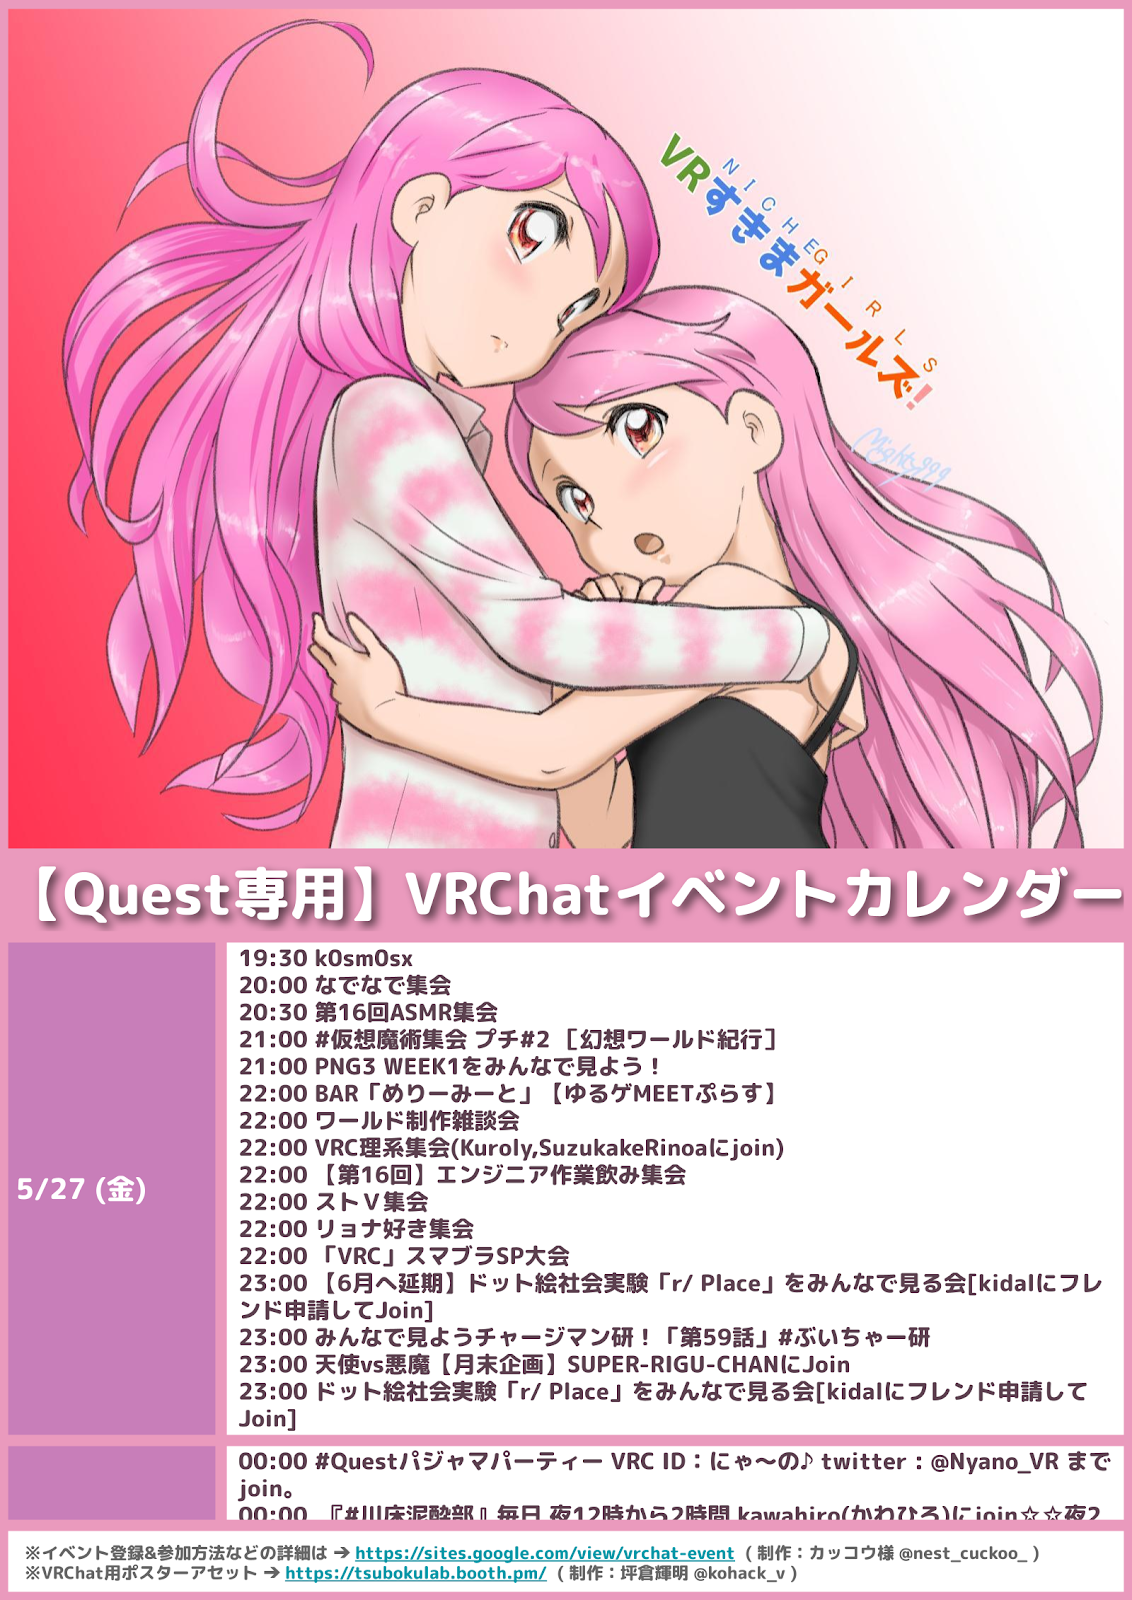 NICHE GIRLS
VRすきまガールズ!
Mighty999
【Quest専用】VRChatイベントカレンダー
5/27 (金)
19:30 k0sm0sx
20:00 なでなで集会
20:30 第16回ASMR集会
21:00 #仮想魔術集会 プチ#2 ［幻想ワールド紀行］
21:00 PNG3 WEEK1をみんなで見よう！
22:00 BAR「めりーみーと」【ゆるゲMEETぷらす】
22:00 ワールド制作雑談会
22:00 VRC理系集会(Kuroly,SuzukakeRinoaにjoin)
22:00 【第16回】エンジニア作業飲み集会
22:00 ストＶ集会
22:00 リョナ好き集会
22:00 「VRC」スマブラSP大会
23:00 【6月へ延期】ドット絵社会実験「r/ Place」をみんなで見る会[kidalにフレ
ンド申請してJoin]
23:00 みんなで見ようチャージマン研！「第59話」#ぶいちゃー研
23:00 天使vs悪魔【月末企画】SUPER-RIGU-CHANにJoin
23:00 ドット絵社会実験「r/ Place」をみんなで見る会[kidalにフレンド申請して
Join]
00:00 #Questパジャマパーティー VRC ID：にゃ～の♪ twitter : @Nyano_VR まで
join。
00:00 『#川床泥酔部』毎日 夜12時から2時間 kawahiro(かわひろ)にjoin☆☆夜2
※イベント登録&参加方法などの詳細は ➔ https://sites.google.com/view/vrchat-event ( 制作：カッコウ様 @nest_cuckoo_ )
※VRChat用ポスターアセット ➔ https://tsubokulab.booth.pm/ ( 制作：坪倉輝明 @kohack_v )